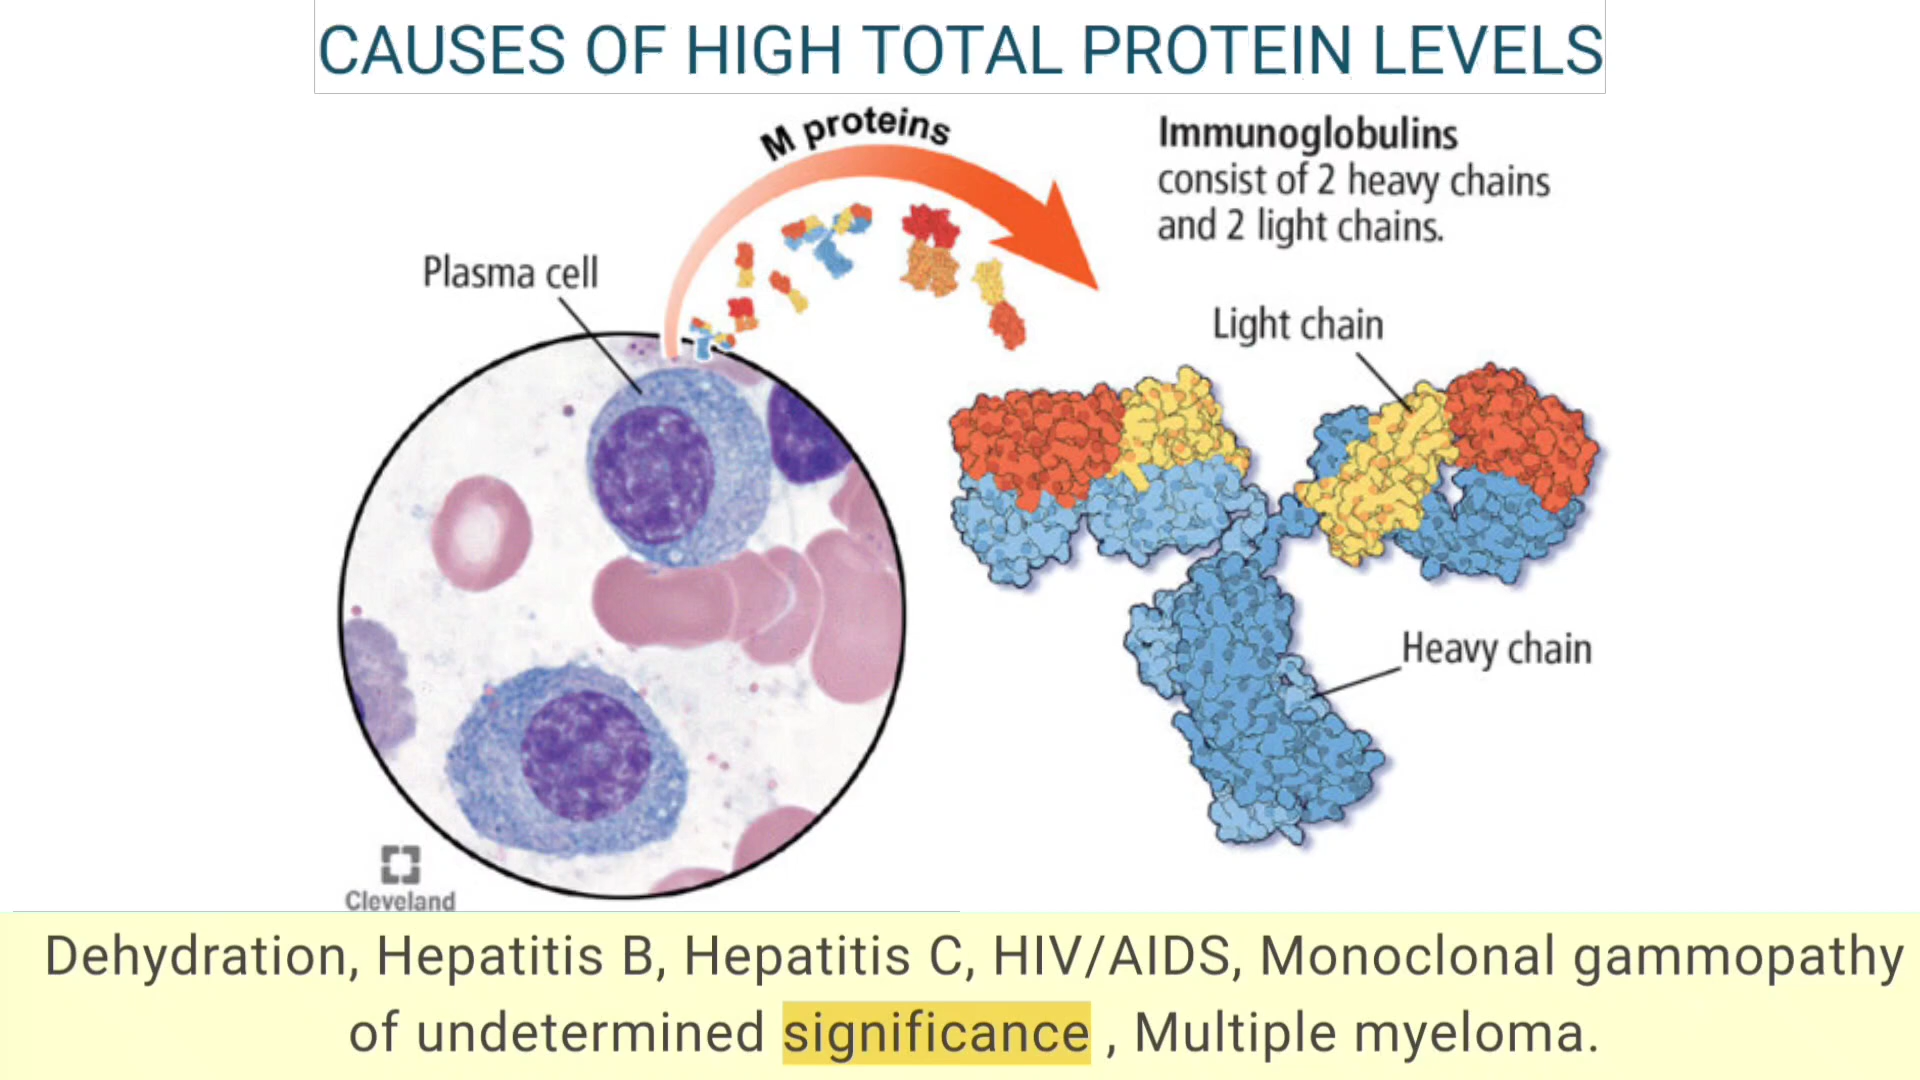 CAUSES OF HIGH TOTAL PROTEIN LEVELS
M proteins
Immunoglobulins
consist of 2 heavy chains
and 2 light chains.
Plasma cell
Light chain
Heavy chain
Cleveland
Dehydration, Hepatitis B, Hepatitis C, HIV/AIDS, Monoclonal gammopathy
of undetermined significance , Multiple myeloma.